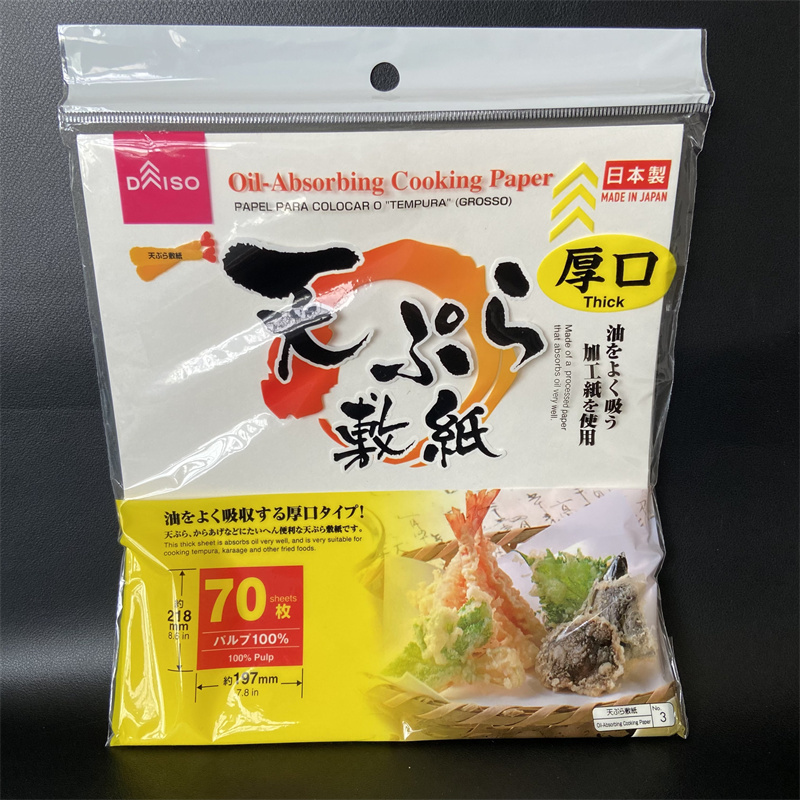 DAISO
Oil-Absorbing Cooking Paper
PAPEL PARA COLOCAR O "TEMPURA" (GROSSO)
日本製
MADE IN JAPAN
天ぷら敷紙
厚口
Thick
天ぷら
敷紙
油をよく吸う
加工紙を使用
Made of a processed paper
that absorbs oil very well.
油をよく吸収する厚口タイプ!
天ぷら、からあげなどにたいへん便利な天ぷら敷紙です。
This thick sheet is absorbs oil very well, and is very suitable for
cooking tempura, karaage and other fried foods.
約
218
mm
8.6 in
70
sheets
枚
パルプ100%
100% Pulp
約197mm
7.8 in
天ぷら敷紙
Oil-Absorbing Cooking Paper
No.
3